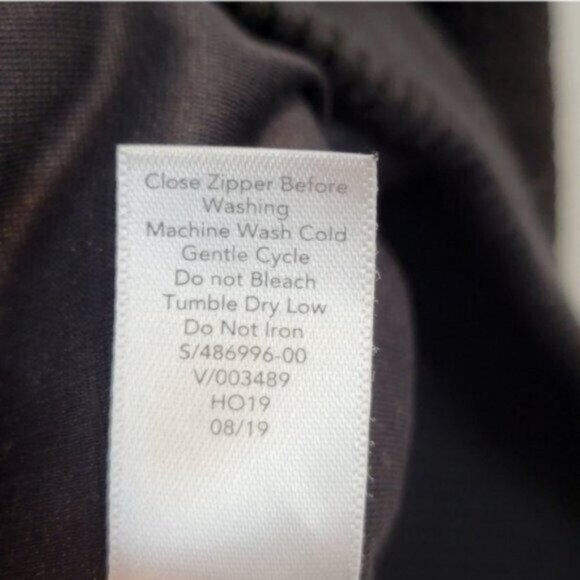 Close Zipper Before
Washing
Machine Wash Cold
Gentle Cycle
Do not Bleach
Tumble Dry Low
Do Not Iron
S/486996-00
V/003489
HO19
08/19